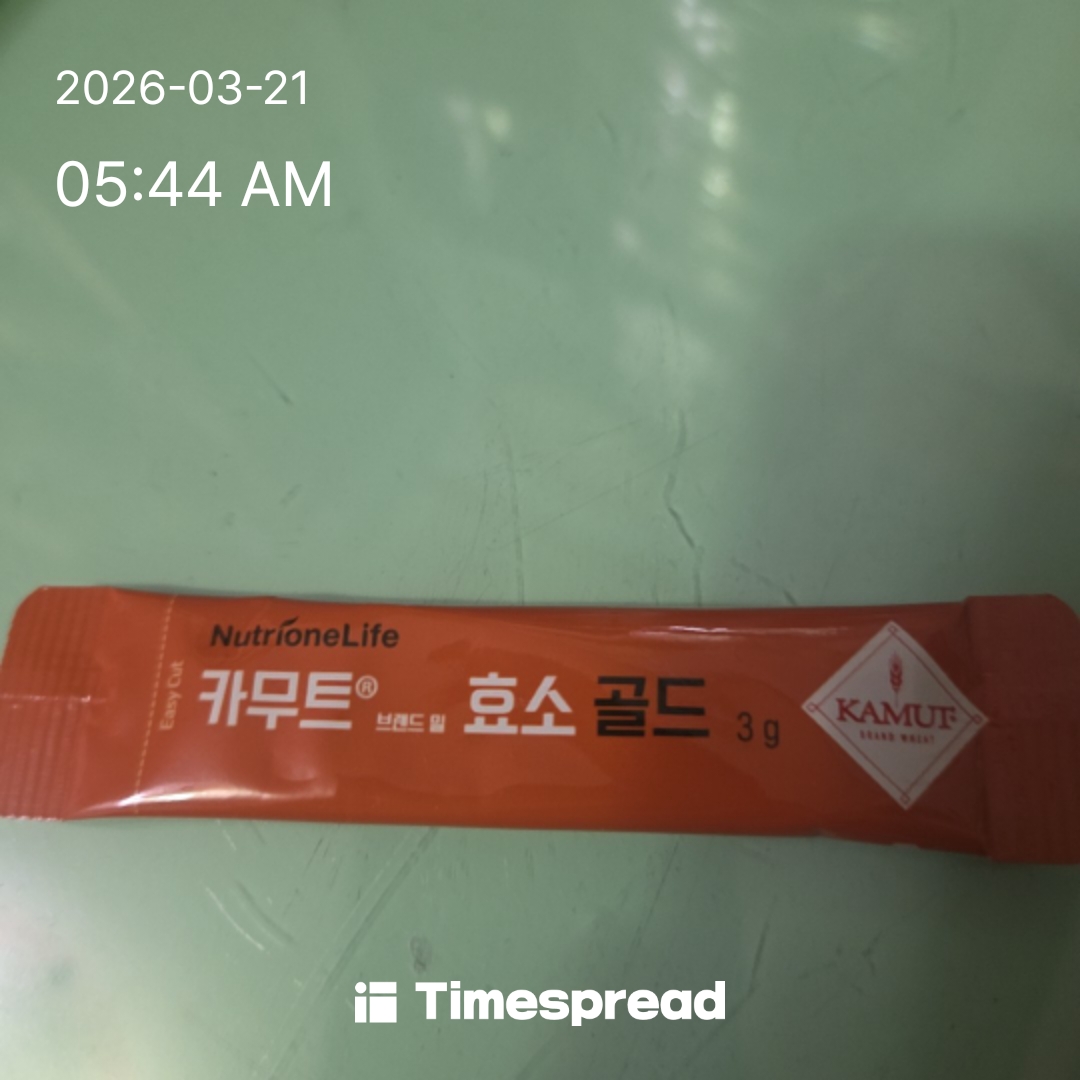 2026-03-21
05:44 AM
Easy Cut
NutrioneLife
카무트® 브랜드 밀 효소 골드 3 g
KAMUT®
BRAND WHEAT
Timespread